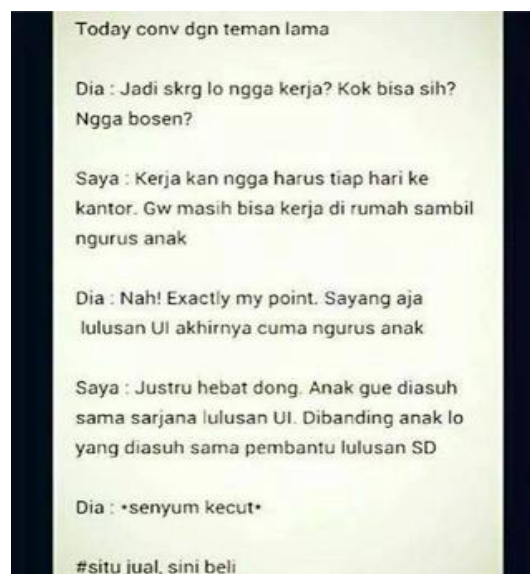 Today conv dgn teman lama
Dia : Jadi skrg lo ngga kerja? Kok bisa sih?
Ngga bosen?
Saya : Kerja kan ngga harus tiap hari ke
kantor. Gw masih bisa kerja di rumah sambil
ngurus anak
Dia : Nah! Exactly my point. Sayang aja
lulusan UI akhirnya cuma ngurus anak
Saya : Justru hebat dong. Anak gue diasuh
sama sarjana lulusan UI. Dibanding anak lo
yang diasuh sama pembantu lulusan SD
Dia : •senyum kecut•
#situ jual, sini beli